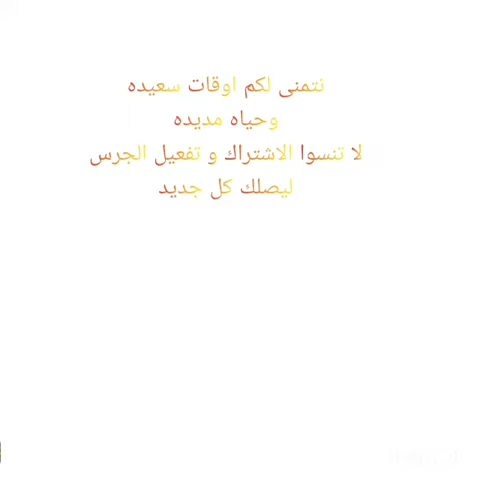 نتمنى لكم اوقات سعيده
وحياه مديده
لا تنسوا الاشتراك و تفعيل الجرس
ليصلك كل جديد